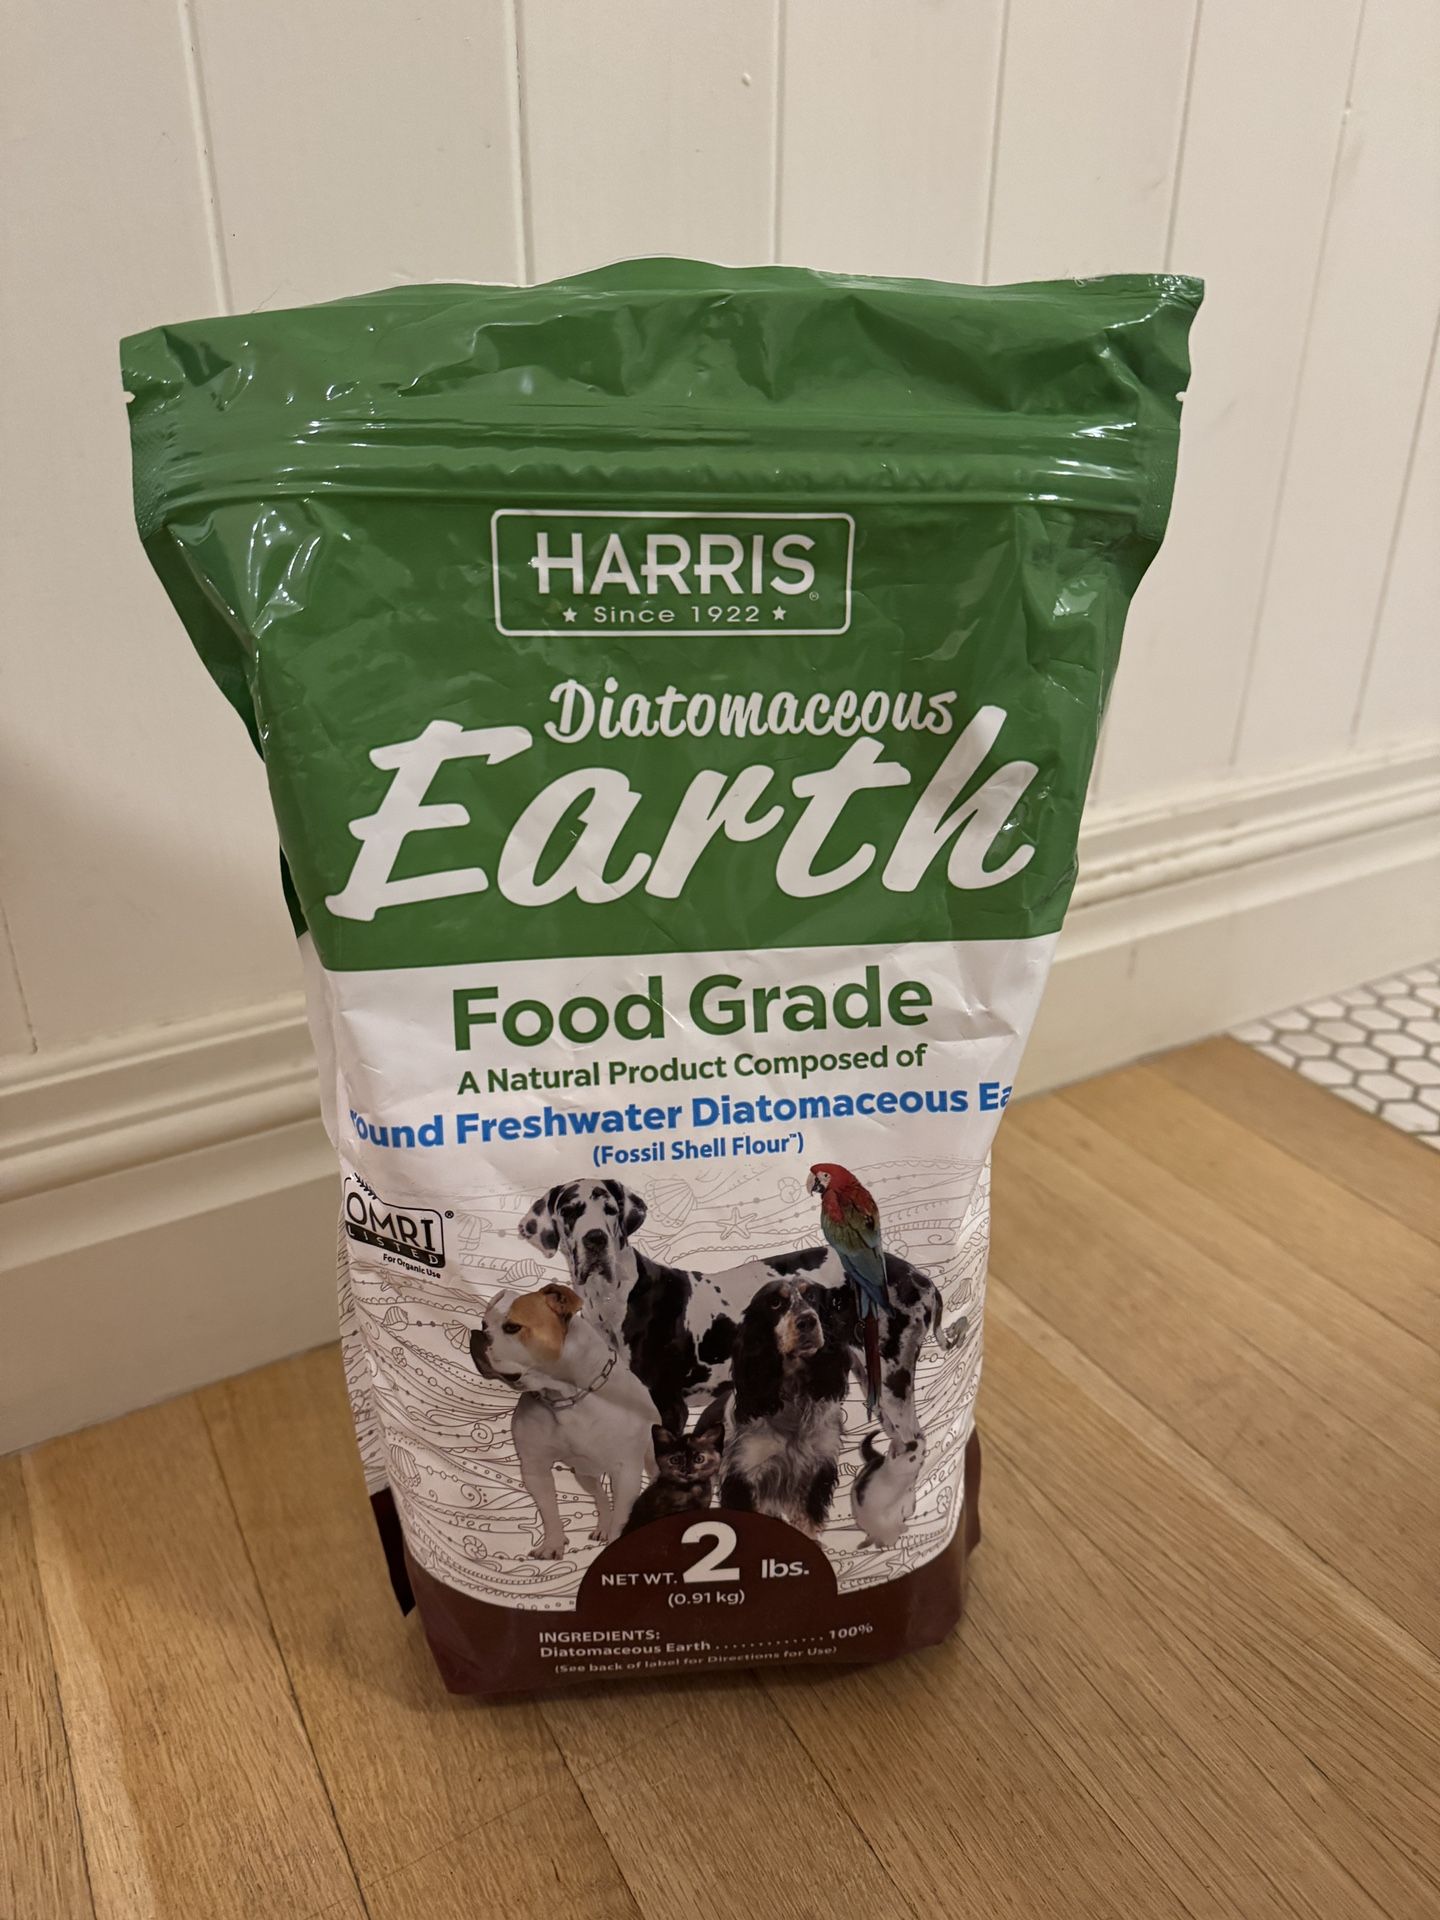 HARRIS®
★ Since 1922 ★
Diatomaceous
Earth
Food Grade
A Natural Product Composed of
round Freshwater Diatomaceous Ea
(Fossil Shell Flour™)
OMRI®
LISTED
For Organic Use
NET WT. 2 lbs.
(0.91 kg)
INGREDIENTS:
Diatomaceous Earth ............. 100%
(See back of label for Directions for Use)